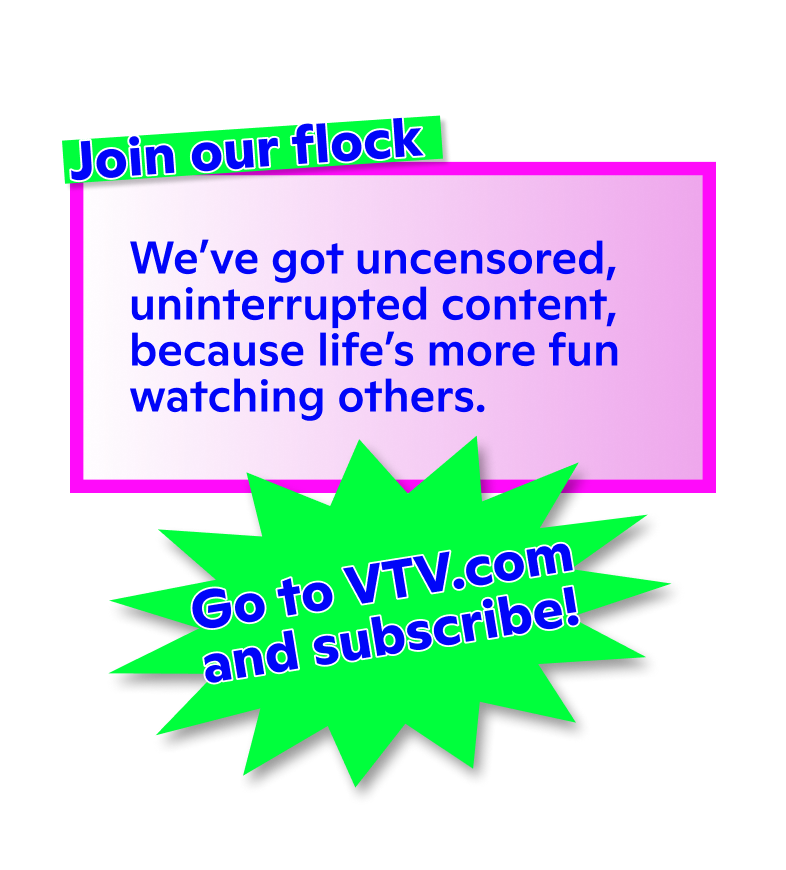 Join our flock
We’ve got uncensored,
uninterrupted content,
because life’s more fun
watching others.
Go to VTV.com
and subscribe!